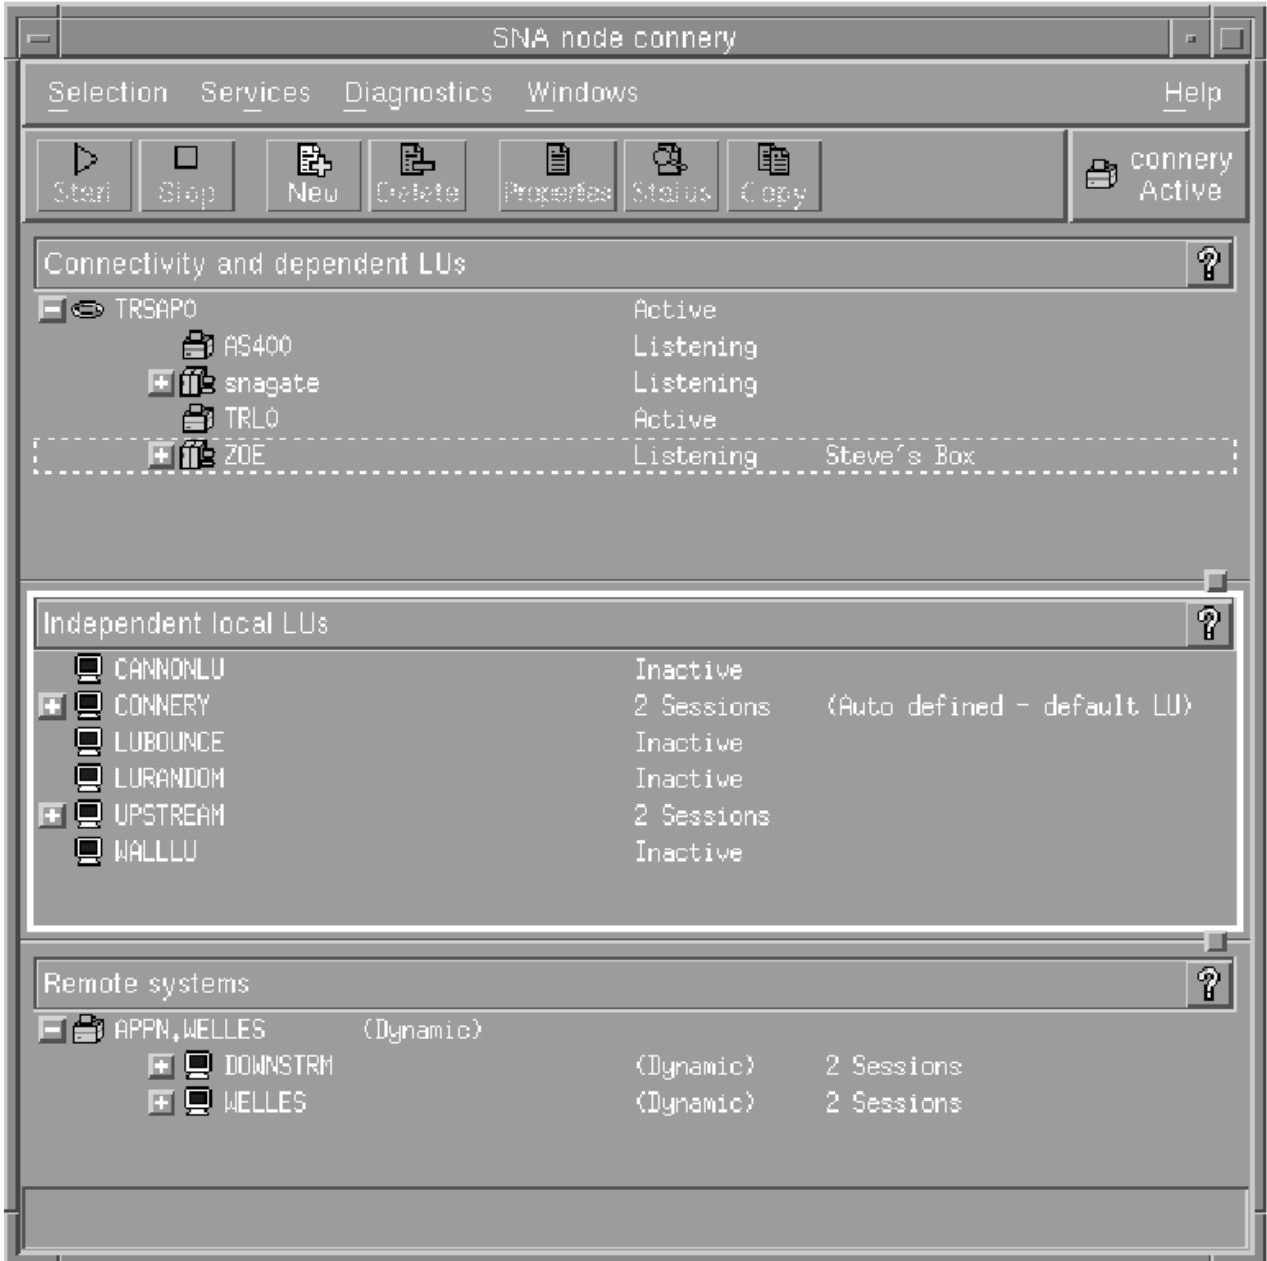 SNA node connery
Selection Services Diagnostics Windows Help
Start Stop New Delete Properties Status Copy connery
Active
Connectivity and dependent LUs ?
TRSAP0 Active
AS400 Listening
snagate Listening
TRL0 Active
ZOE Listening Steve's Box
Independent local LUs ?
CANNONLU Inactive
CONNERY 2 Sessions (Auto defined - default LU)
LUBOUNCE Inactive
LURANDOM Inactive
UPSTREAM 2 Sessions
WALLLU Inactive
Remote systems ?
APPN.WELLES (Dynamic)
DOWNSTRM (Dynamic) 2 Sessions
WELLES (Dynamic) 2 Sessions